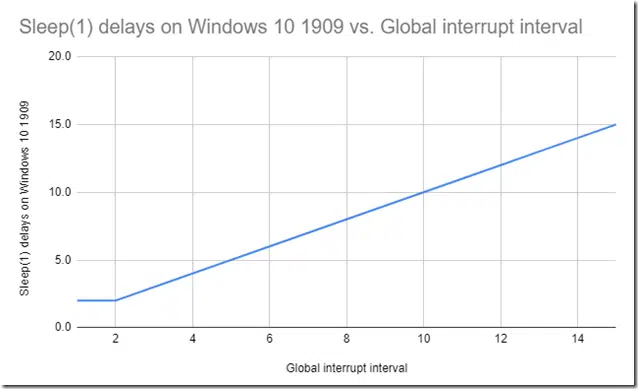 Sleep(1) delays on Windows 10 1909 vs. Global interrupt interval
20.0
15.0
10.0
5.0
0.0
Sleep(1) delays on Windows 10 1909
2 4 6 8 10 12 14
Global interrupt interval